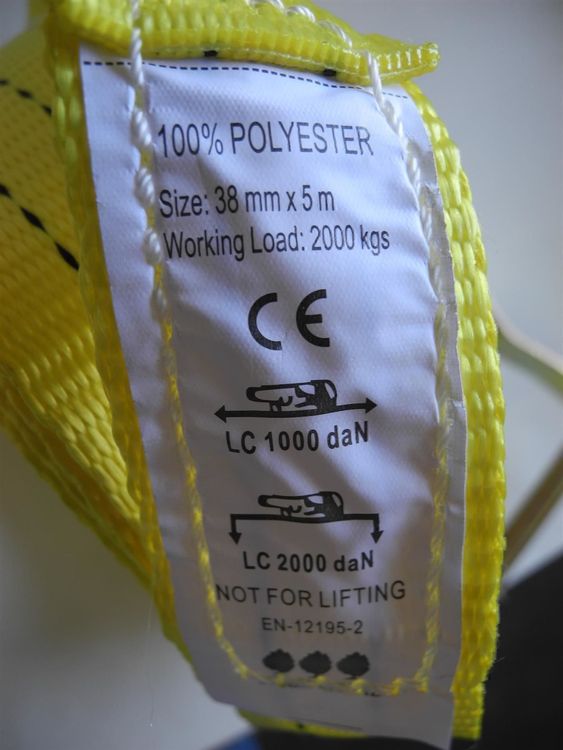 100% POLYESTER
Size: 38 mm x 5 m
Working Load: 2000 kgs
CE
LC 1000 daN
LC 2000 daN
NOT FOR LIFTING
EN-12195-2